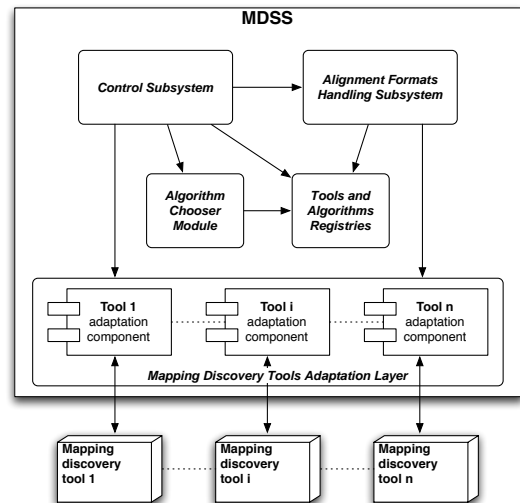 MDSS
Control Subsystem
Alignment Formats
Handling Subsystem
Algorithm
Chooser
Module
Tools and
Algorithms
Registries
Tool 1
adaptation
component
Tool i
adaptation
component
Tool n
adaptation
component
Mapping Discovery Tools Adaptation Layer
Mapping
discovery
tool 1
Mapping
discovery
tool i
Mapping
discovery
tool n